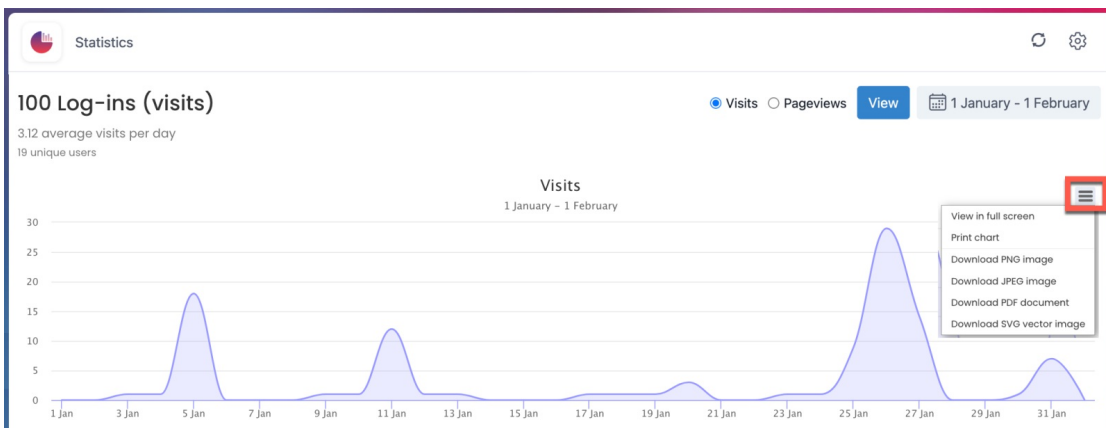 Statistics
100 Log-ins (visits)
Visits Pageviews View 1 January - 1 February
3.12 average visits per day
19 unique users
Visits
1 January - 1 February
View in full screen
Print chart
Download PNG image
Download JPEG image
Download PDF document
Download SVG vector image
30
25
20
15
10
5
0
1 Jan 3 Jan 5 Jan 7 Jan 9 Jan 11 Jan 13 Jan 15 Jan 17 Jan 19 Jan 21 Jan 23 Jan 25 Jan 27 Jan 29 Jan 31 Jan